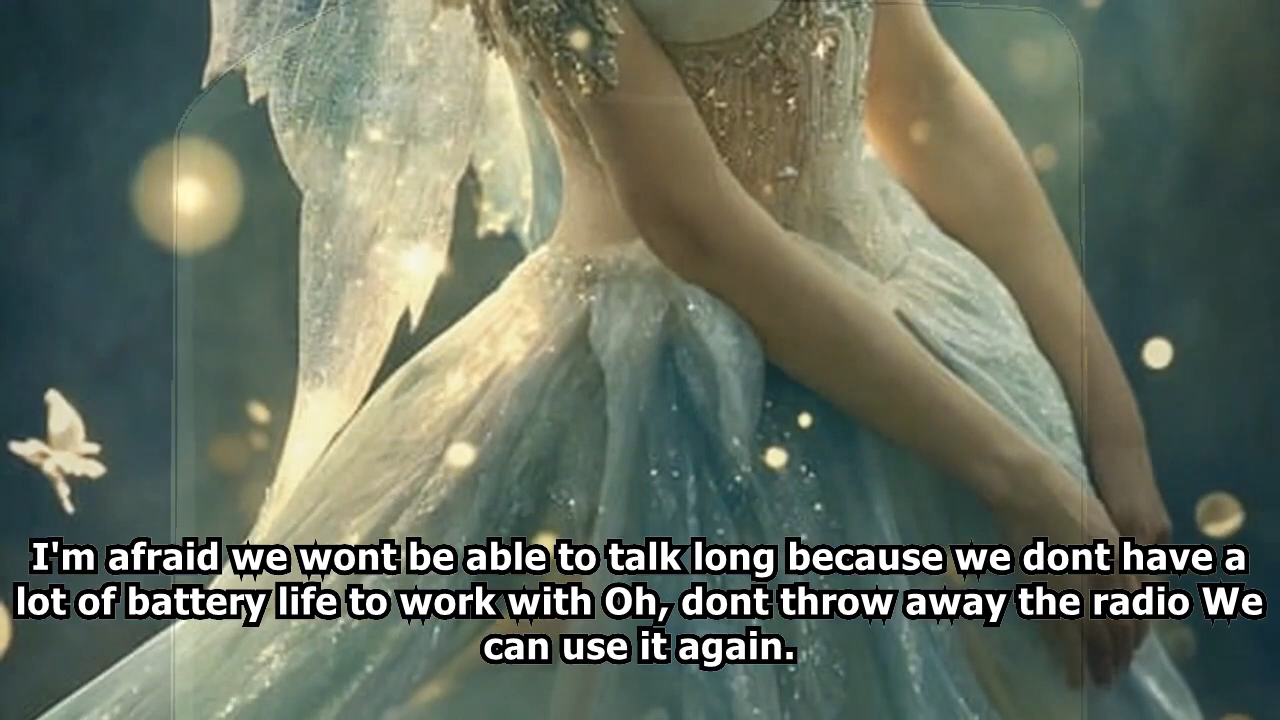 I'm afraid we wont be able to talk long because we dont have a
lot of battery life to work with Oh, dont throw away the radio We
can use it again.